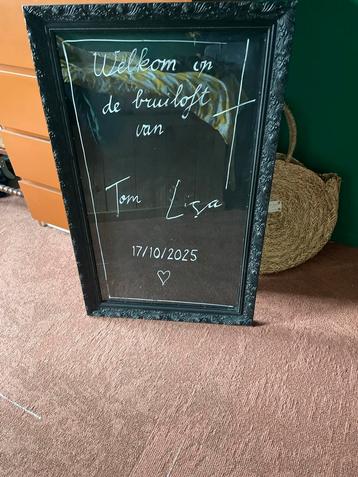 Welkom op
de bruiloft
van
Tom Lisa
17/10/2025